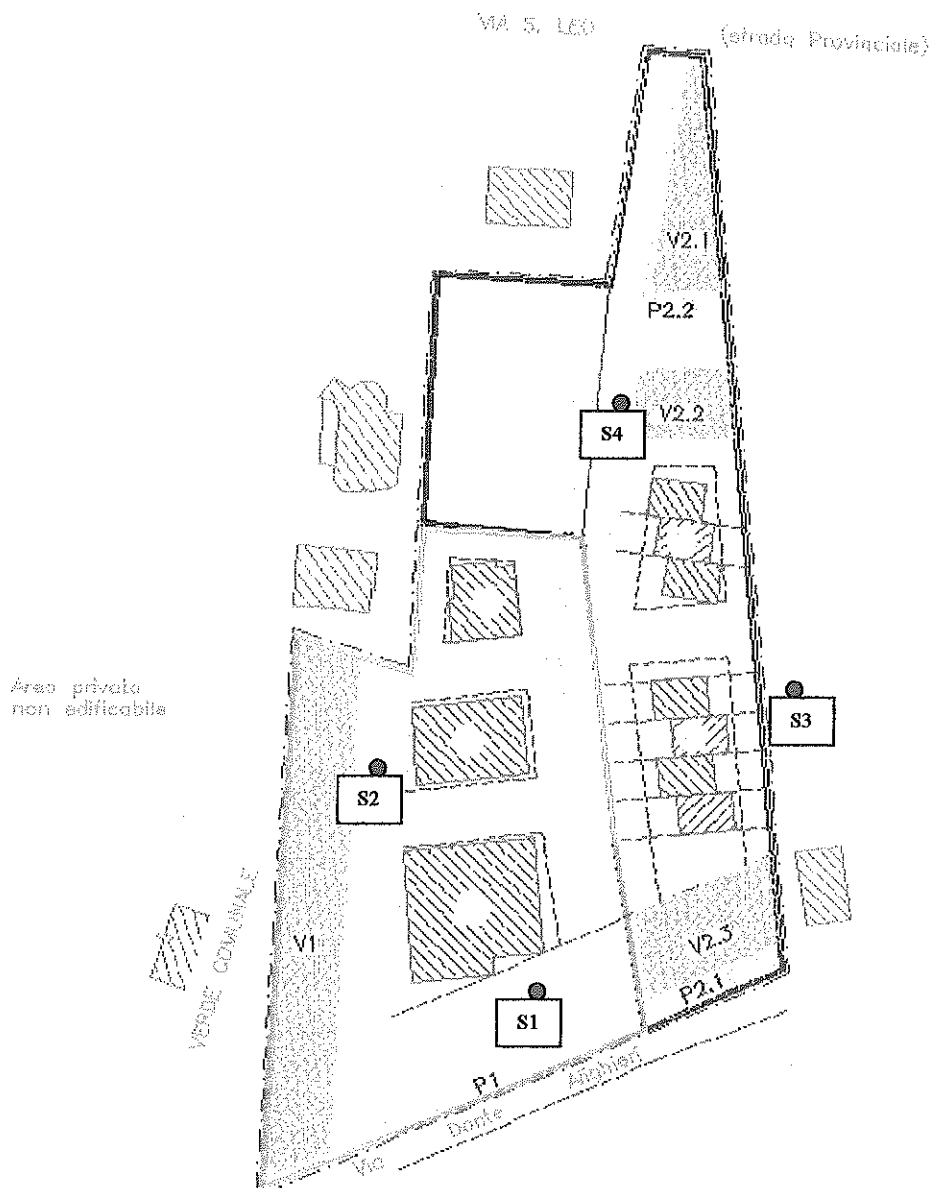 VIA S. LEO
(strada Provinciale)
V2.1
P2.2
V2.2
S4
Area privata
non edificabile
S3
S2
VERDE COMUNALE
V1
V2.3
P2.1
S1
P1
Via Dante Alighieri